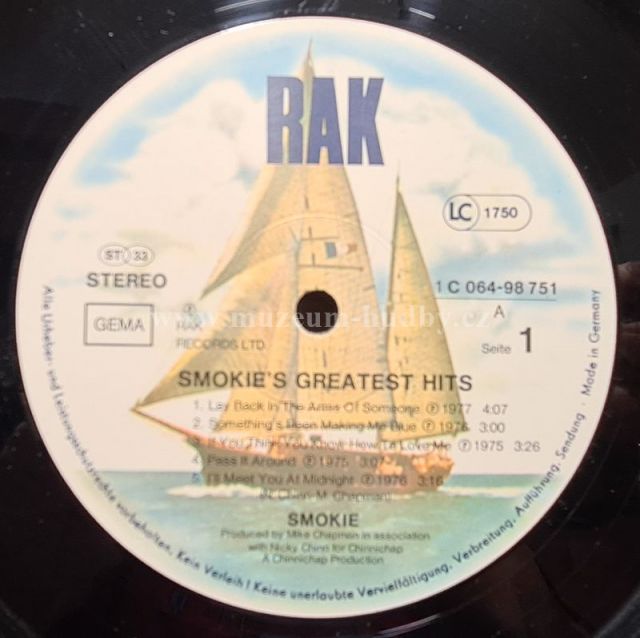 RAK
LC 1750
ST 33
STEREO
1 C 064-98 751
GEMA
A
Seite 1
℗
RAK
RECORDS LTD.
SMOKIE'S GREATEST HITS
1. Lay Back In The Arms Of Someone ℗ 1977 4:07
2. Something's Been Making Me Blue ℗ 1976 3:00
3. If You Think You Know How To Love Me ℗ 1975 3:26
4. Pass It Around ℗ 1975 3:07
5. I'll Meet You At Midnight ℗ 1976 3:16
(N. Chinn-M. Chapman)
SMOKIE
Produced by Mike Chapman in association
with Nicky Chinn for Chinnichap
A Chinnichap Production
Alle Urheber- und Leistungsschutzrechte vorbehalten. Kein Verleih! Keine unerlaubte Vervielfältigung, Verbreitung, Aufführung, Sendung · Made in Germany
www.muzeum-hudby.cz